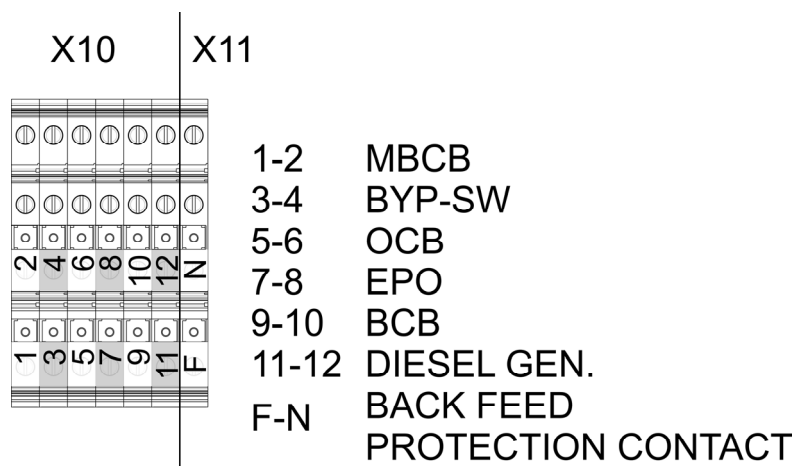 X10 X11
2 4 6 8 10 12 N
1 3 5 7 9 11 F
1-2 MBCB
3-4 BYP-SW
5-6 OCB
7-8 EPO
9-10 BCB
11-12 DIESEL GEN.
F-N BACK FEED
PROTECTION CONTACT